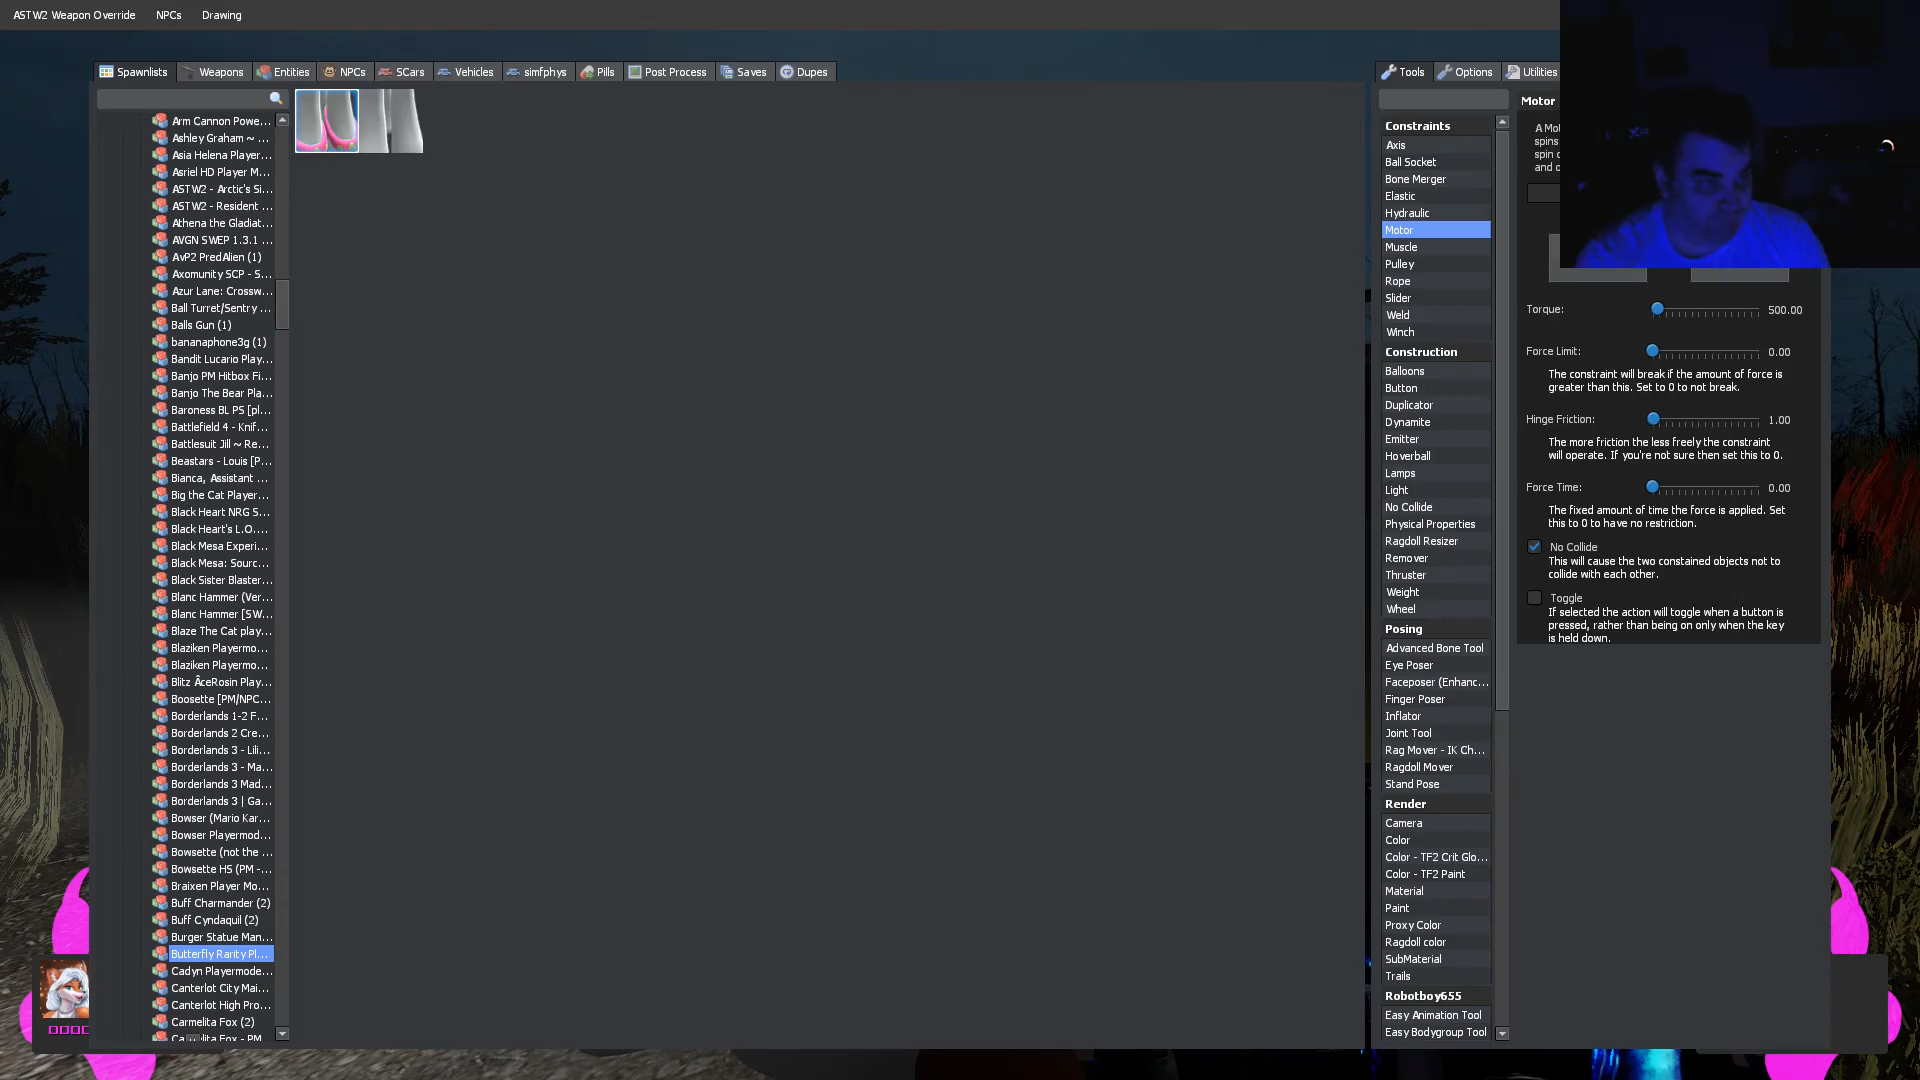 ASTW2 Weapon Override NPCs Drawing
Spawnlists Weapons Entities NPCs SCars Vehicles simfphys Pills Post Process Saves Dupes
Arm Cannon Powe...
Ashley Graham ~ ...
Asia Helena Player...
Asriel HD Player M...
ASTW2 - Arctic's Si...
ASTW2 - Resident ...
Athena the Gladiat...
AVGN SWEP 1.3.1 ...
AvP2 PredAlien (1)
Axomunity SCP - S...
Azur Lane: Crossw...
Ball Turret/Sentry ...
Balls Gun (1)
bananaphone3g (1)
Bandit Lucario Play...
Banjo PM Hitbox Fi...
Banjo The Bear Pla...
Baroness BL PS [pl...
Battlefield 4 - Knif...
Battlesuit Jill ~ Re...
Beastars - Louis [P...
Bianca, Assistant ...
Big the Cat Player...
Black Heart NRG S...
Black Heart's L.O....
Black Mesa Experi...
Black Mesa: Sourc...
Black Sister Blaster...
Blanc Hammer (Ver...
Blanc Hammer [SW...
Blaze The Cat play...
Blaziken Playermo...
Blaziken Playermo...
Blitz ÂceRosin Play...
Boosette [PM/NPC...
Borderlands 1-2 F...
Borderlands 2 Cre...
Borderlands 3 - Lili...
Borderlands 3 - Ma...
Borderlands 3 Mad...
Borderlands 3 | Ga...
Bowser (Mario Kar...
Bowser Playermod...
Bowsette (not the ...
Bowsette HS (PM -...
Braixen Player Mo...
Buff Charmander (2)
Buff Cyndaquil (2)
Burger Statue Man...
Butterfly Rarity Pl...
Cadyn Playermode...
Canterlot City Mai...
Canterlot High Pro...
Carmelita Fox (2)
Tools Options Utilities
Constraints
Axis
Ball Socket
Bone Merger
Elastic
Hydraulic
Motor
Muscle
Pulley
Rope
Slider
Weld
Winch
Construction
Balloons
Button
Duplicator
Dynamite
Emitter
Hoverball
Lamps
Light
No Collide
Physical Properties
Ragdoll Resizer
Remover
Thruster
Weight
Wheel
Posing
Advanced Bone Tool
Eye Poser
Faceposer (Enhanc...
Finger Poser
Inflator
Joint Tool
Rag Mover - IK Ch...
Ragdoll Mover
Stand Pose
Render
Camera
Color
Color - TF2 Crit Glo...
Color - TF2 Paint
Material
Paint
Proxy Color
Ragdoll color
SubMaterial
Trails
Robotboy655
Easy Animation Tool
Easy Bodygroup Tool
Motor
A Mot
spins
spin o
and o
Torque: 500.00
Force Limit: 0.00
The constraint will break if the amount of force is
greater than this. Set to 0 to not break.
Hinge Friction: 1.00
The more friction the less freely the constraint
will operate. If you're not sure then set this to 0.
Force Time: 0.00
The fixed amount of time the force is applied. Set
this to 0 to have no restriction.
No Collide
This will cause the two constained objects not to
collide with each other.
Toggle
If selected the action will toggle when a button is
pressed, rather than being on only when the key
is held down.